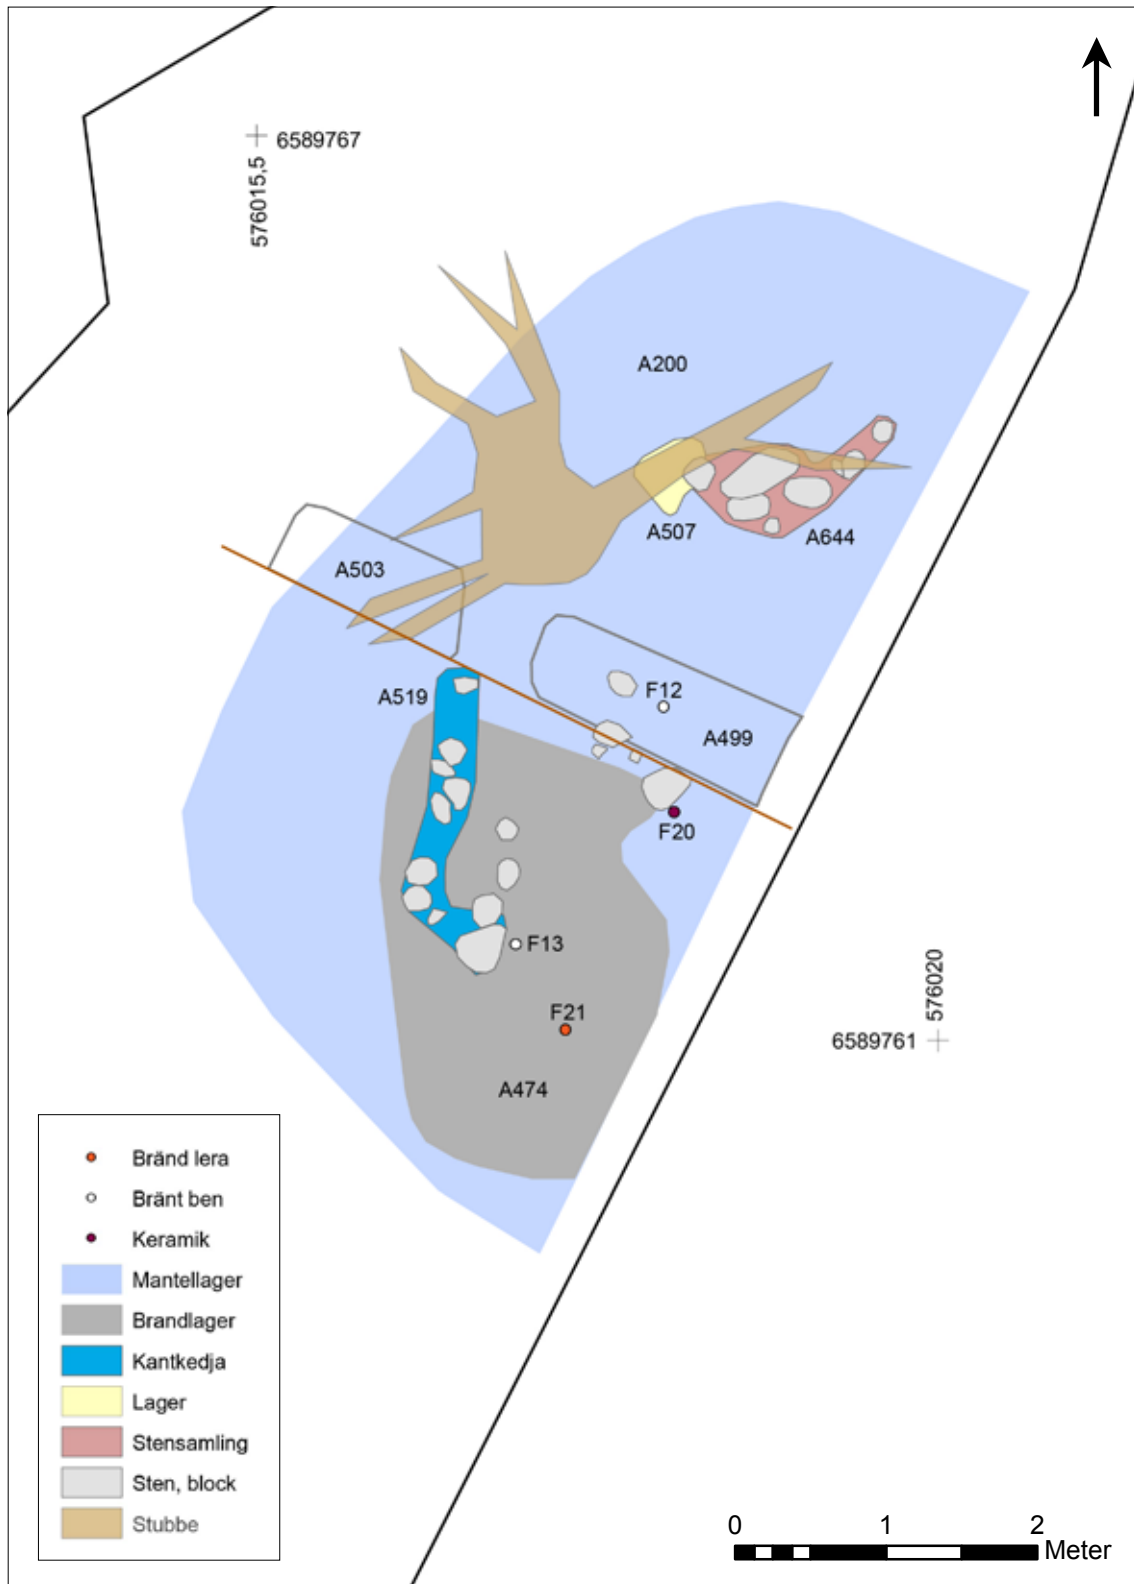 6589767
576015,5
A200
A507
A644
A503
A519
F12
A499
F20
F13
576020
F21
6589761
A474
Bränd lera
Bränt ben
Keramik
Mantellager
Brandlager
Kantkedja
Lager
Stensamling
Sten, block
Stubbe
0 1 2
Meter